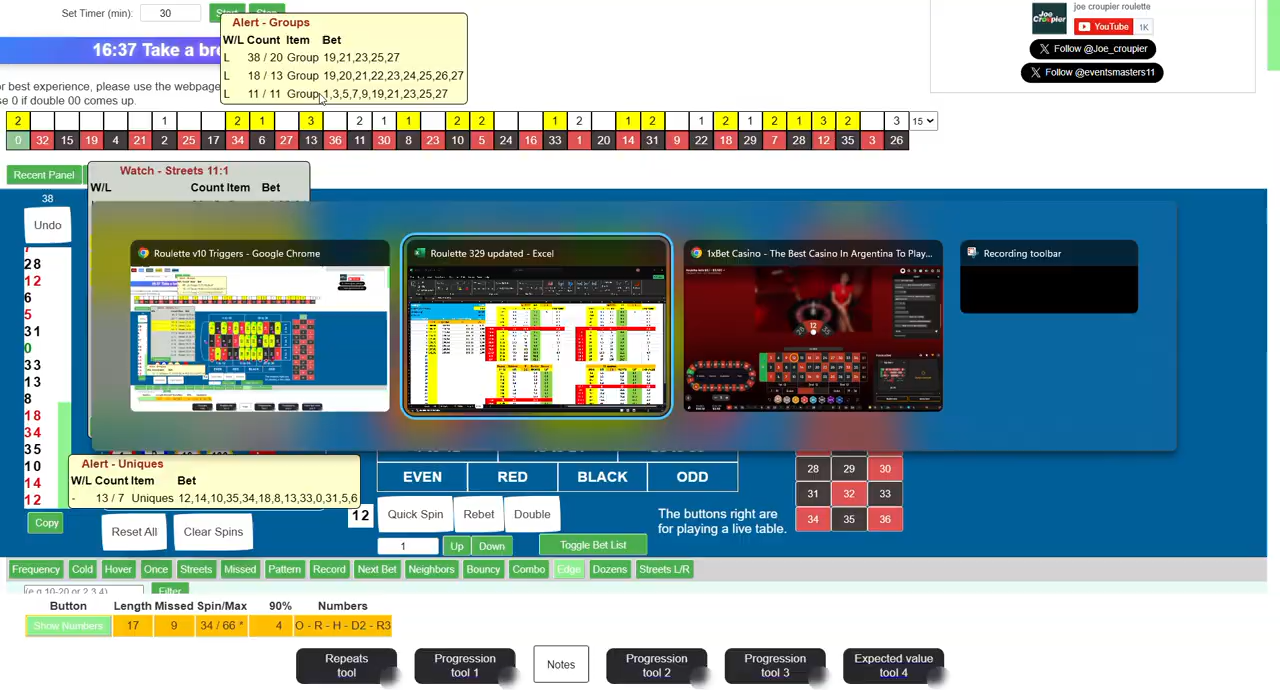 Set Timer (min): 30 Start Stop
16:37 Take a bre
or best experience, please use the webpage
se 0 if double 00 comes up.
Alert - Groups
W/L Count Item Bet
L 38 / 20 Group 19,21,23,25,27
L 18 / 13 Group 19,20,21,22,23,24,25,26,27
L 11 / 11 Group 1,3,5,7,9,19,21,23,25,27
Joe Croupier
joe croupier roulette
YouTube 1K
Follow @Joe_croupier
Follow @eventsmasters11
2 1 2 1 3 2 1 1 2 2 1 2 1 2 1 2 1 2 1 3 2 3 15
0 32 15 19 4 21 2 25 17 34 6 27 13 36 11 30 8 23 10 5 24 16 33 1 20 14 31 9 22 18 29 7 28 12 35 3 26
Recent Panel
Watch - Streets 11:1
W/L Count Item Bet
38
Undo
28
12
6
5
31
0
33
13
8
18
34
35
10
14
12
Copy
Roulette v10 Triggers - Google Chrome
Roulette 329 updated - Excel
1xBet Casino - The Best Casino In Argentina To Play...
Recording toolbar
Alert - Uniques
W/L Count Item Bet
- 13 / 7 Uniques 12,14,10,35,34,18,8,13,33,0,31,5,6
12
Reset All
Clear Spins
EVEN RED BLACK ODD
Quick Spin Rebet Double
1 Up Down Toggle Bet List
The buttons right are
for playing a live table.
28 29 30
31 32 33
34 35 36
Frequency Cold Hover Once Streets Missed Pattern Record Next Bet Neighbors Bouncy Combo Edge Dozens Streets L/R
(e.g 10-20 or 2,3,4) Filter
Button Length Missed Spin/Max 90% Numbers
Show Numbers 17 9 34 / 66 * 4 O - R - H - D2 - R3
Repeats
tool
Progression
tool 1
Notes
Progression
tool 2
Progression
tool 3
Expected value
tool 4